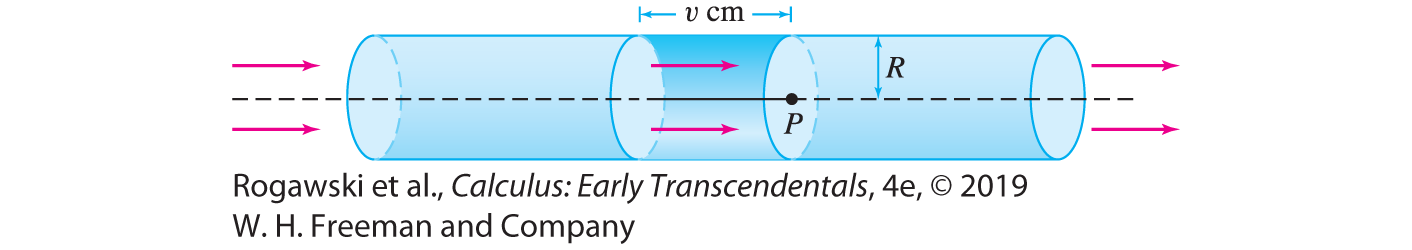 v cm
R
P
Rogawski et al., Calculus: Early Transcendentals, 4e, © 2019
W. H. Freeman and Company